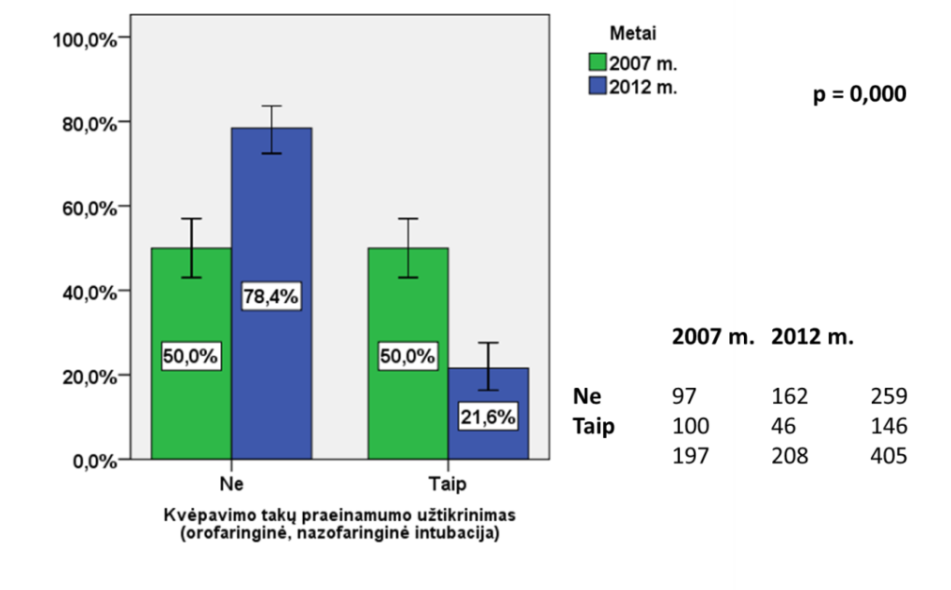 100,0%
80,0%
60,0%
40,0%
20,0%
0,0%
50,0%
78,4%
50,0%
21,6%
Ne Taip
Kvėpavimo takų praeinamumo užtikrinimas
(orofaringinė, nazofaringinė intubacija)
Metai
2007 m.
2012 m.
p = 0,000
2007 m. 2012 m.
Ne 97 162 259
Taip 100 46 146
197 208 405